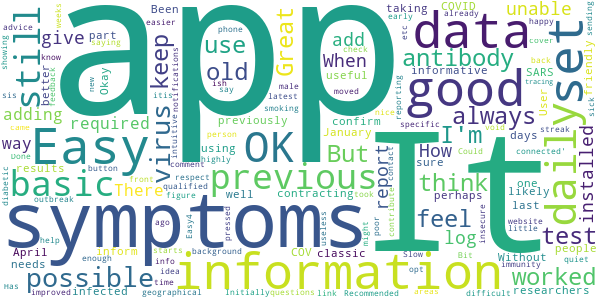 app
It
symptoms
information
good
data
set
daily
Easy
basic
previous
OK
possible
still
virus
keep
use
old
give
add
antibody
always
I'm
When
Great
But
think
feel
log
report
test
worked
installed
How
way
There
adding
required
unable
confirm
January
previously
using
results
contracting
perhaps
well
sure
days
Without
researchers
people
likely
last
one
April
needs
inform
infected
COV
classic
Has
improved
geographical
background
Initially
questions
link
Recommended
areas
difficult
Slow
opt
Bit
immunity
website
little
useless
pressed
might
poor
took
contribute
contact
insecure
Could
void
streak
connected'
specific
User
friendly
SARS
tracing
sending
sick
nice
back
reporting
etc
informative
useful
check
phone
say
new
Okay
ish
male
latest
moved
smoking
notifications
intuitive
itis
comment
button
person
highly
respect
qualified
figure
front
Easy4
starts
info
idea
time
ago
enough
help
outbreak
diabetic
came
Done
sis
showing
know
feedback
better
weeks
easier
advice
Been
part
saying
taking
early
COVID
already
happy
cover
quiet